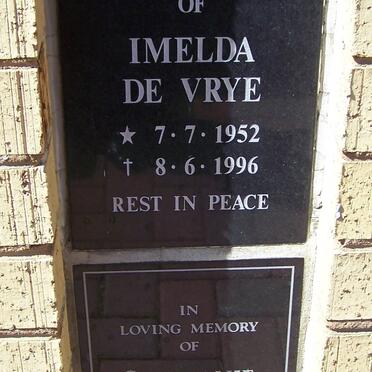 OF
IMELDA
DE VRYE
★ 7·7·1952
† 8·6·1996
REST IN PEACE
IN
LOVING MEMORY
OF